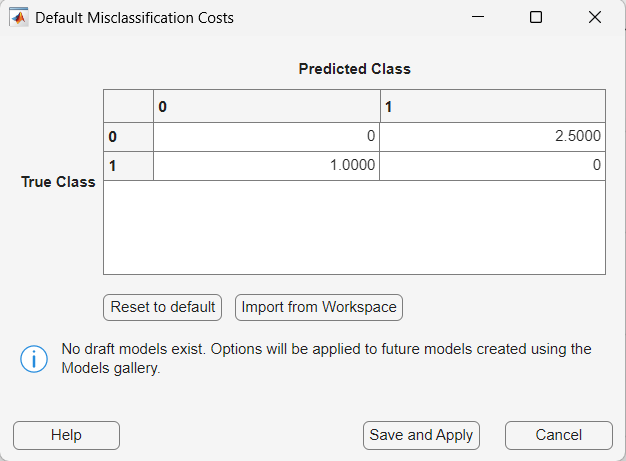 Default Misclassification Costs
Predicted Class
0 1
0 0 2.5000
1 1.0000 0
True Class
Reset to default Import from Workspace
No draft models exist. Options will be applied to future models created using the
Models gallery.
Help Save and Apply Cancel